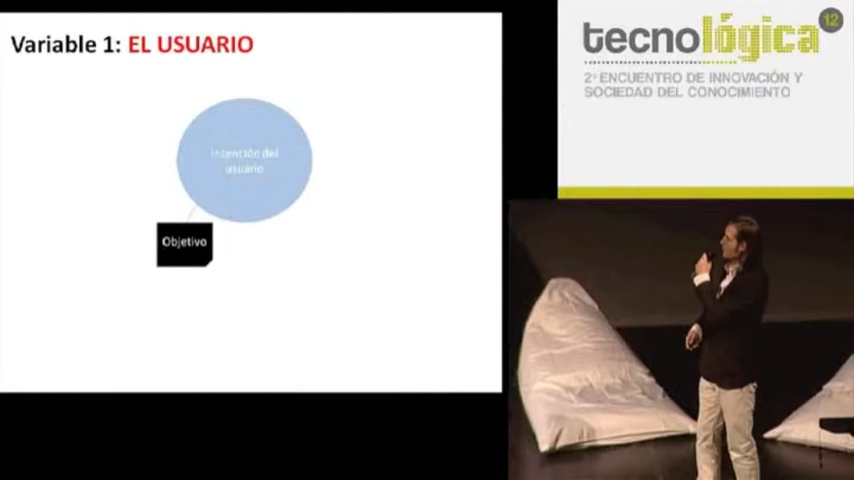 Variable 1: EL USUARIO
Intención del
usuario
Objetivo
tecnológica
12
2º ENCUENTRO DE INNOVACIÓN Y
SOCIEDAD DEL CONOCIMIENTO